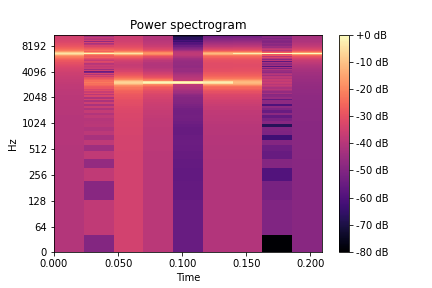 Power spectrogram
8192
4096
2048
1024
512
256
128
64
0
Hz
0.000 0.050 0.100 0.150 0.200
Time
+0 dB
-10 dB
-20 dB
-30 dB
-40 dB
-50 dB
-60 dB
-70 dB
-80 dB